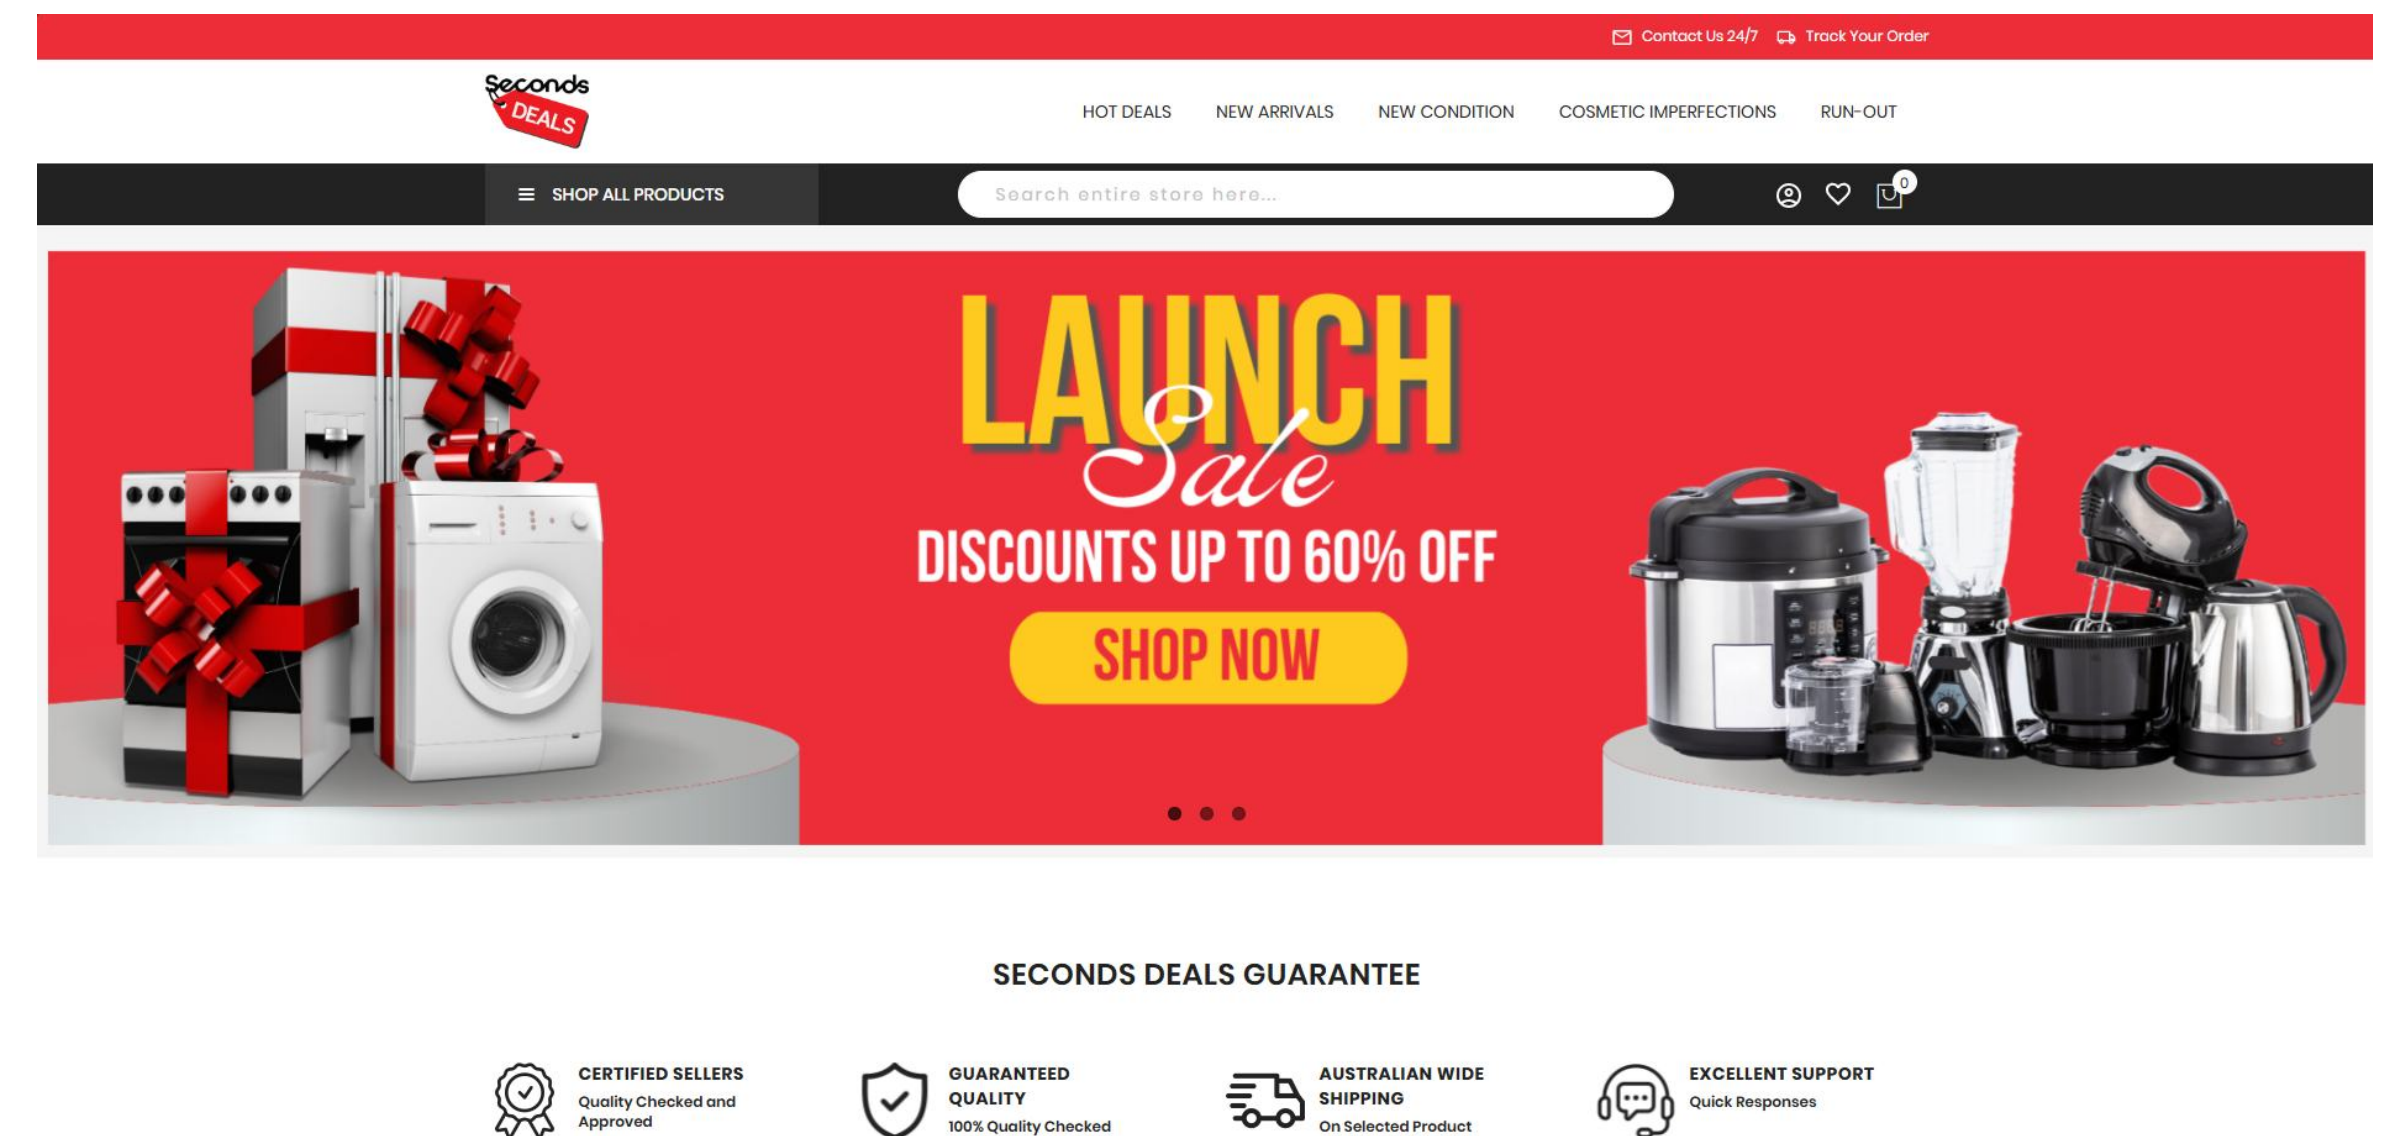 Contact Us 24/7 Track Your Order
Seconds
DEALS
HOT DEALS NEW ARRIVALS NEW CONDITION COSMETIC IMPERFECTIONS RUN-OUT
SHOP ALL PRODUCTS
Search entire store here...
0
LAUNCH
Sale
DISCOUNTS UP TO 60% OFF
SHOP NOW
SECONDS DEALS GUARANTEE
CERTIFIED SELLERS
Quality Checked and
Approved
GUARANTEED
QUALITY
100% Quality Checked
AUSTRALIAN WIDE
SHIPPING
On Selected Product
EXCELLENT SUPPORT
Quick Responses